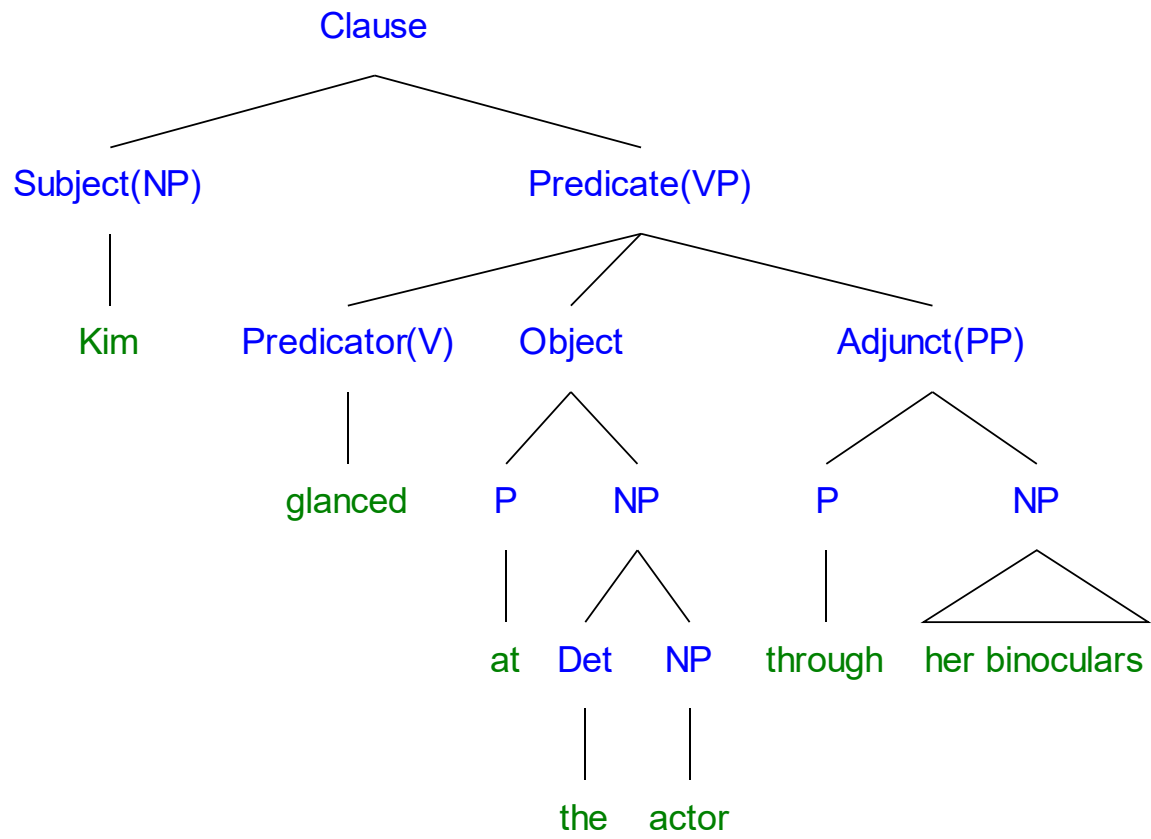 Clause
Subject(NP) Predicate(VP)
Kim Predicator(V) Object Adjunct(PP)
glanced P NP P NP
at Det NP through her binoculars
the actor